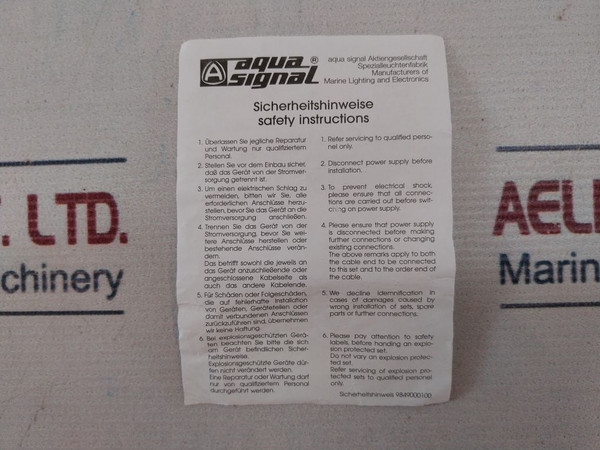 aqua signal ®
aqua signal Aktiengesellschaft
Spezialleuchtenfabrik
Manufacturers of
Marine Lighting and Electronics
Sicherheitshinweise
safety instructions
1. Überlassen Sie jegliche Reparatur
und Wartung nur qualifiziertem
Personal.
2. Stellen Sie vor dem Einbau sicher,
daß das Gerät von der Stromver-
sorgung getrennt ist.
3. Um einen elektrischen Schlag zu
vermeiden, bitten wir Sie, alle
erforderlichen Anschlüsse herzu-
stellen, bevor Sie das Gerät an die
Stromversorgung anschließen.
4. Trennen Sie das Gerät von der
Stromversorgung, bevor Sie wei-
tere Anschlüsse herstellen oder
bestehende Anschlüsse verän-
dern.
Das betrifft sowohl die jeweils an
das Gerät anzuschließende oder
angeschlossene Kabelseite als
auch das andere Kabelende.
5. Für Schäden oder Folgeschäden,
die auf fehlerhafte Installation
von Geräten, Geräteteilen oder
damit verbundenen Anschlüssen
zurückzuführen sind, übernehmen
wir keine Haftung.
6. Bei explosionsgeschützten Gerä-
ten beachten Sie bitte die sich
am Gerät befindlichen Sicher-
heitshinweise.
Explosionsgeschützte Geräte dür-
fen nicht verändert werden.
Eine Reparatur oder Wartung darf
nur von qualifiziertem Personal
durchgeführt werden.
1. Refer servicing to qualified perso-
nel only.
2. Disconnect power supply before
installation.
3. To prevent electrical shock,
please ensure that all connec-
tions are carried out before swit-
ching on power supply.
4. Please ensure that power supply
is disconnected before making
further connections or changing
existing connections.
The above remarks apply to both
the cable end to be connected
to this set and to the order end of
the cable.
5. We decline idemnification in
cases of damages caused by
wrong installation of sets, spare
parts or further connections.
6. Please pay attention to safety
labels, before handing an explo-
sion protected set.
Do not vary an explosion protec-
ted set.
Refer servicing of explosion pro-
tected sets to qualified personel
only.
Sicherheitshinweis 9849000100
. LTD.
chinery
AEL
Marin